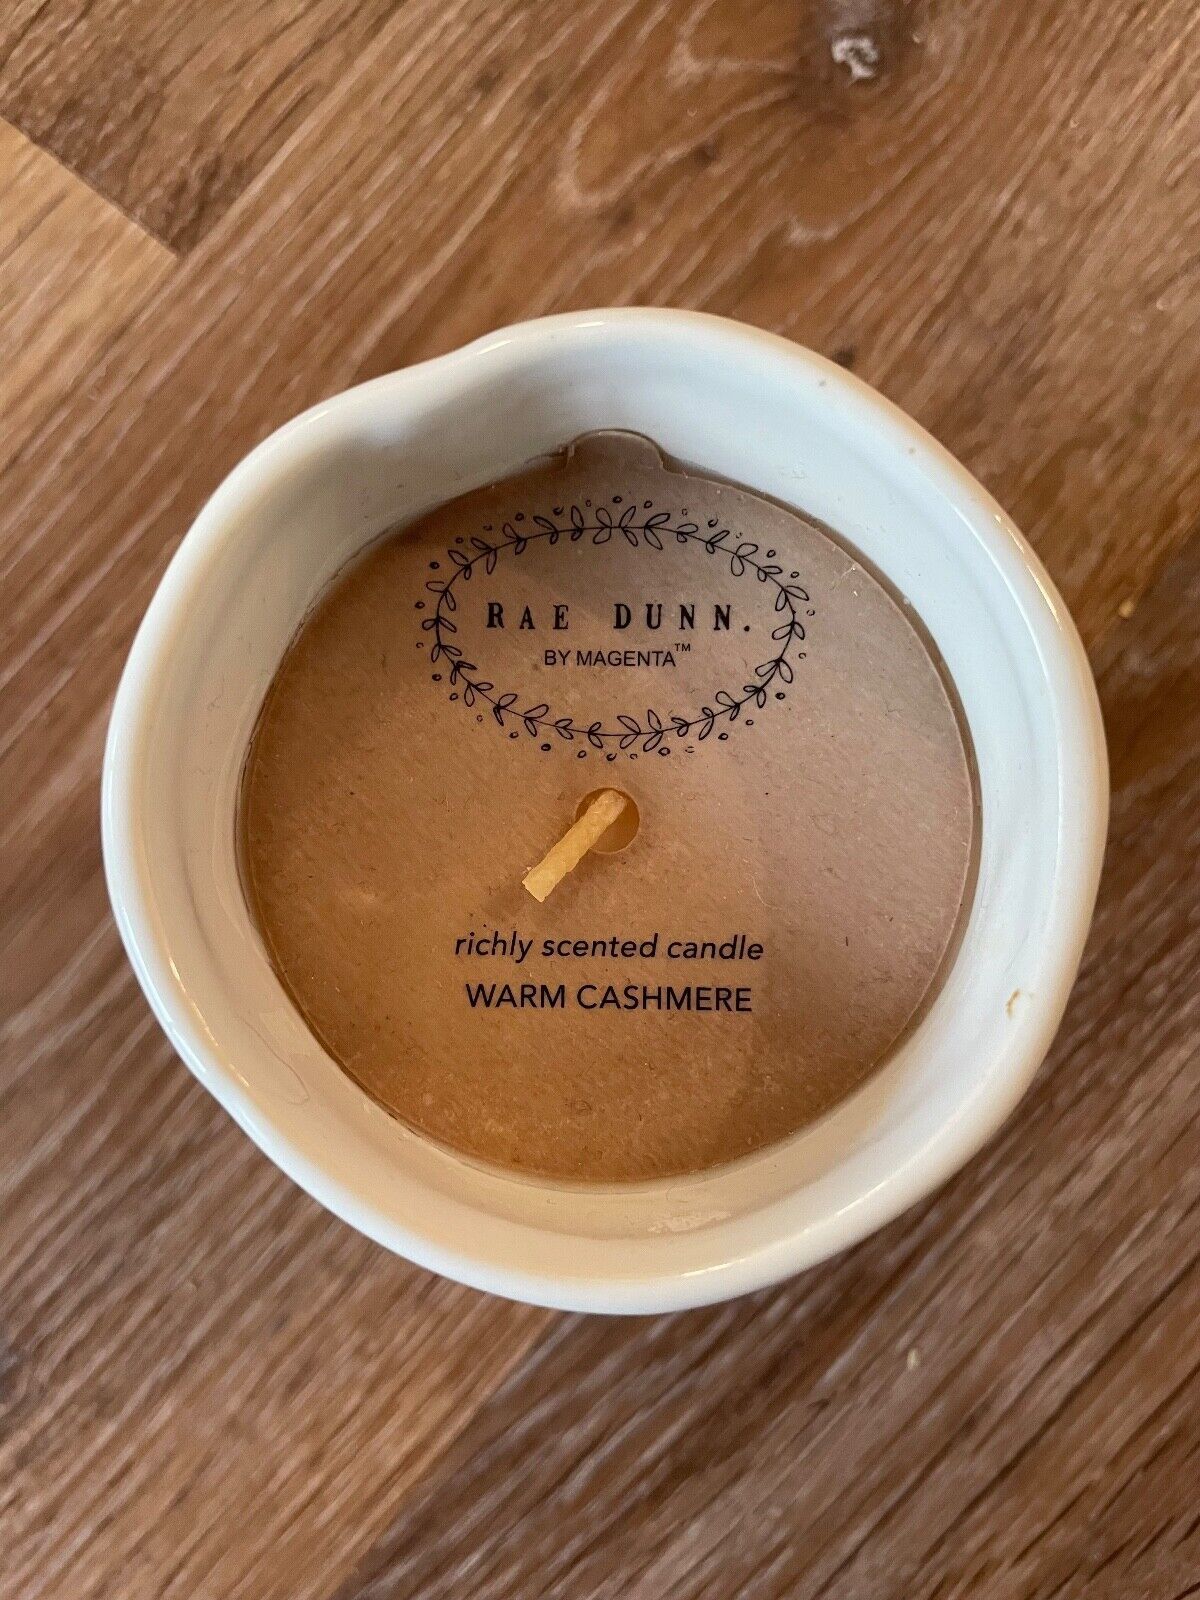 RAE DUNN.
BY MAGENTA™
richly scented candle
WARM CASHMERE